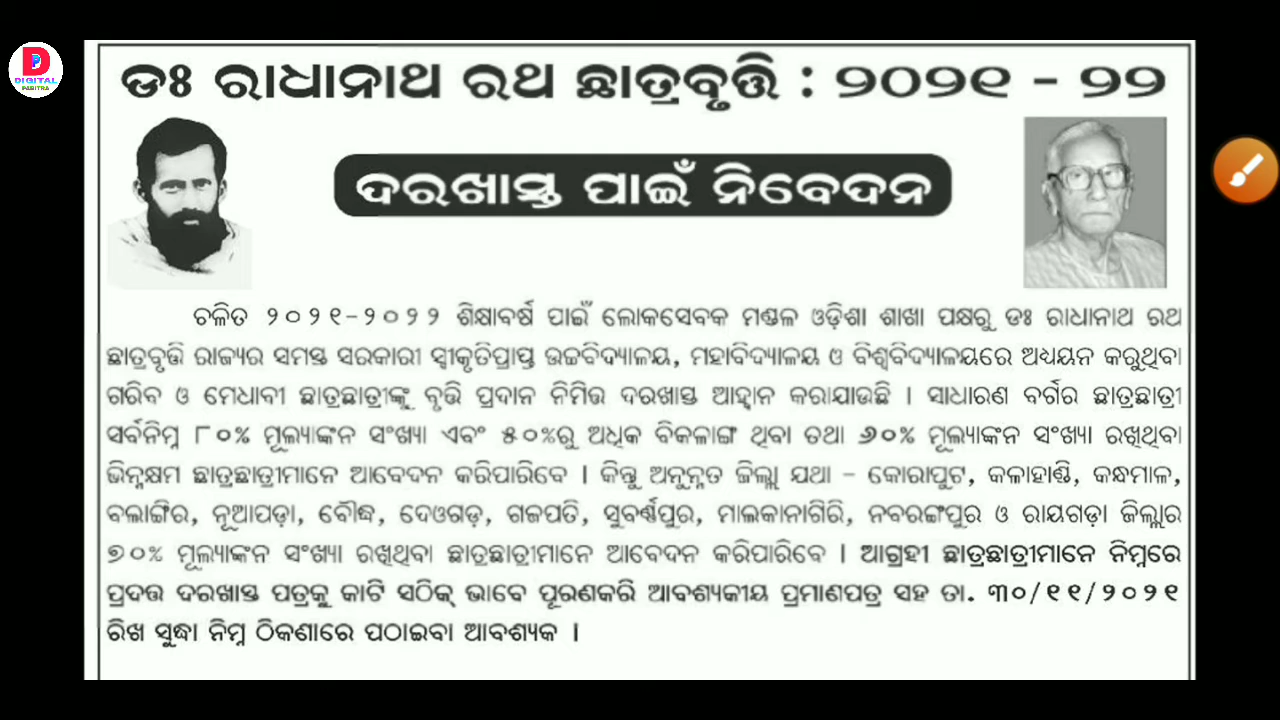 DIGITAL
PABITRA
ଡଃ ରାଧାନାଥ ରଥ ଛାତ୍ରବୃତ୍ତି : ୨୦୨୧ - ୨୨
ଦରଖାସ୍ତ ପାଇଁ ନିବେଦନ
ଚଳିତ ୨୦୨୧-୨୦୨୨ ଶିକ୍ଷାବର୍ଷ ପାଇଁ ଲୋକସେବକ ମଣ୍ଡଳ ଓଡ଼ିଶା ଶାଖା ପକ୍ଷରୁ ଡଃ ରାଧାନାଥ ରଥ
ଛାତ୍ରବୃତ୍ତି ରାଜ୍ୟର ସମସ୍ତ ସରକାରୀ ସ୍ୱୀକୃତିପ୍ରାପ୍ତ ଉଚ୍ଚବିଦ୍ୟାଳୟ, ମହାବିଦ୍ୟାଳୟ ଓ ବିଶ୍ୱବିଦ୍ୟାଳୟରେ ଅଧ୍ୟୟନ କରୁଥିବା
ଗରିବ ଓ ମେଧାବୀ ଛାତ୍ରଛାତ୍ରୀଙ୍କୁ ବୃତ୍ତି ପ୍ରଦାନ ନିମିତ୍ତ ଦରଖାସ୍ତ ଆହ୍ୱାନ କରାଯାଉଛି । ସାଧାରଣ ବର୍ଗର ଛାତ୍ରଛାତ୍ରୀ
ସର୍ବନିମ୍ନ ୮୦% ମୂଲ୍ୟାଙ୍କନ ସଂଖ୍ୟା ଏବଂ ୫୦%ରୁ ଅଧିକ ବିକଳାଙ୍ଗ ଥିବା ତଥା ୬୦% ମୂଲ୍ୟାଙ୍କନ ସଂଖ୍ୟା ରଖିଥିବା
ଭିନ୍ନକ୍ଷମ ଛାତ୍ରଛାତ୍ରୀମାନେ ଆବେଦନ କରିପାରିବେ । କିନ୍ତୁ ଅନୁନ୍ନତ ଜିଲ୍ଲା ଯଥା - କୋରାପୁଟ, କଳାହାଣ୍ଡି, କନ୍ଧମାଳ,
ବଲାଙ୍ଗିର, ନୂଆପଡ଼ା, ବୌଦ୍ଧ, ଦେଓଗଡ଼, ଗଜପତି, ସୁବର୍ଣ୍ଣପୁର, ମାଲକାନାଗିରି, ନବରଙ୍ଗପୁର ଓ ରାୟଗଡ଼ା ଜିଲ୍ଲାର
୭୦% ମୂଲ୍ୟାଙ୍କନ ସଂଖ୍ୟା ରଖିଥିବା ଛାତ୍ରଛାତ୍ରୀମାନେ ଆବେଦନ କରିପାରିବେ । ଆଗ୍ରହୀ ଛାତ୍ରଛାତ୍ରୀମାନେ ନିମ୍ନରେ
ପ୍ରଦତ୍ତ ଦରଖାସ୍ତ ପତ୍ରକୁ କାଟି ସଠିକ୍ ଭାବେ ପୂରଣକରି ଆବଶ୍ୟକୀୟ ପ୍ରମାଣପତ୍ର ସହ ତା. ୩୦/୧୧/୨୦୨୧
ରିଖ ସୁଦ୍ଧା ନିମ୍ନ ଠିକଣାରେ ପଠାଇବା ଆବଶ୍ୟକ ।